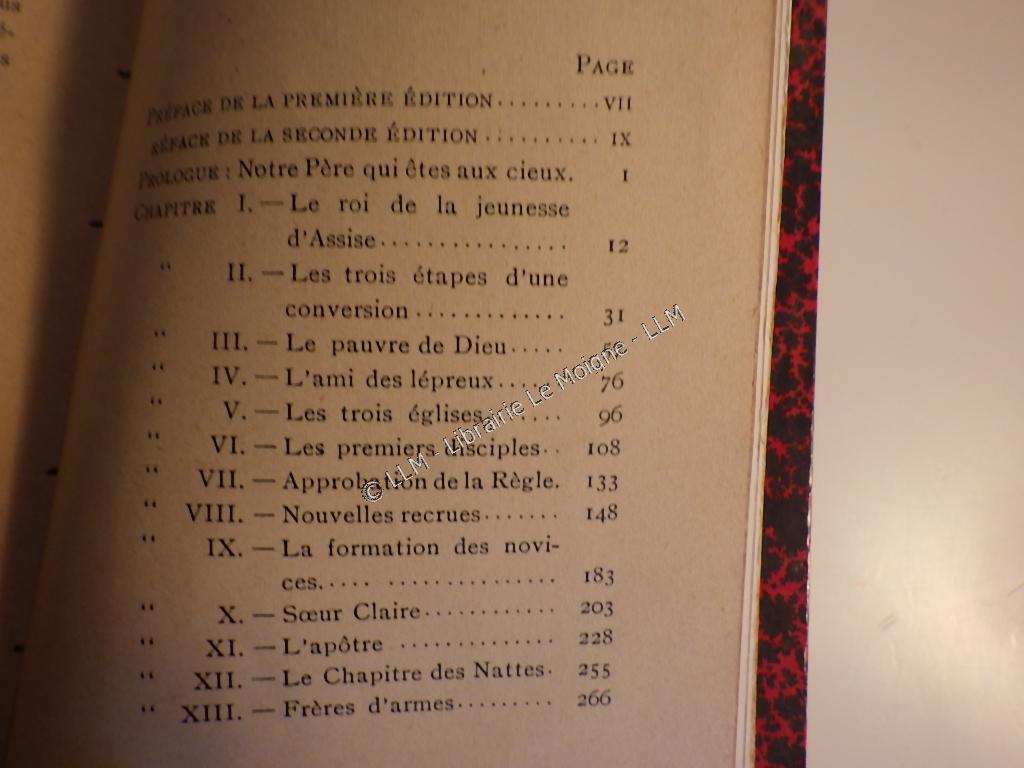 us
s
PAGE
PRÉFACE DE LA PREMIÈRE ÉDITION.........VII
RÉFACE DE LA SECONDE ÉDITION.......... IX
PROLOGUE : Notre Père qui êtes aux cieux. 1
CHAPITRE I. — Le roi de la jeunesse
d'Assise................. 12
“ II. — Les trois étapes d'une
conversion ............. 31
“ III. — Le pauvre de Dieu.....
“ IV. — L'ami des lépreux...... 76
“ V. — Les trois églises....... 96
“ VI. — Les premiers disciples.. 108
“ VII. — Approbation de la Règle. 133
“ VIII. — Nouvelles recrues....... 148
“ IX. — La formation des novi-
ces..... ............... 183
“ X. — Sœur Claire............ 203
“ XI. — L'apôtre ............. 228
“ XII. — Le Chapitre des Nattes. 255
“ XIII. — Frères d'armes......... 266
© LLM - Librairie Le Moigne - LLM